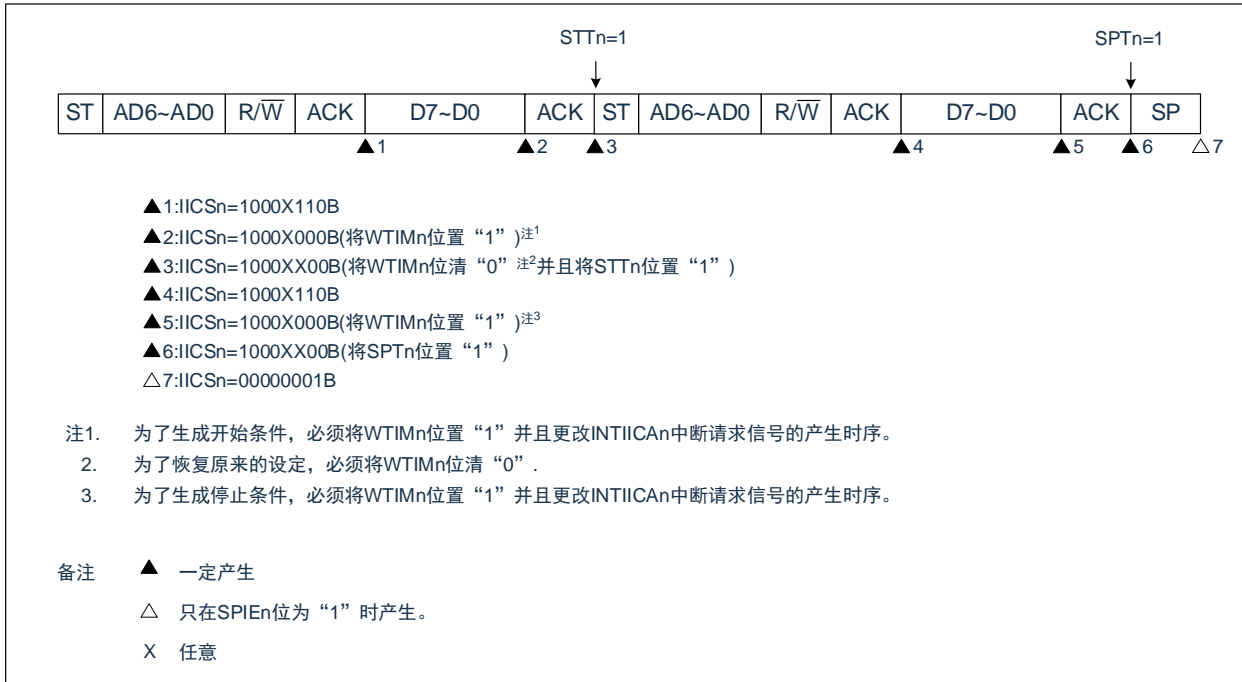 STTn=1 SPTn=1
ST AD6~AD0 R/W̅ ACK D7~D0 ACK ST AD6~AD0 R/W̅ ACK D7~D0 ACK SP
▲1 ▲2 ▲3 ▲4 ▲5 ▲6 △7
▲1:IICSn=1000X110B
▲2:IICSn=1000X000B(将WTIMn位置“1”)注1
▲3:IICSn=1000XX00B(将WTIMn位清“0”注2并且将STTn位置“1”)
▲4:IICSn=1000X110B
▲5:IICSn=1000X000B(将WTIMn位置“1”)注3
▲6:IICSn=1000XX00B(将SPTn位置“1”)
△7:IICSn=00000001B
注1. 为了生成开始条件，必须将WTIMn位置“1”并且更改INTIICAn中断请求信号的产生时序。
2. 为了恢复原来的设定，必须将WTIMn位清“0”.
3. 为了生成停止条件，必须将WTIMn位置“1”并且更改INTIICAn中断请求信号的产生时序。
备注 ▲ 一定产生
△ 只在SPIEn位为“1”时产生。
X 任意